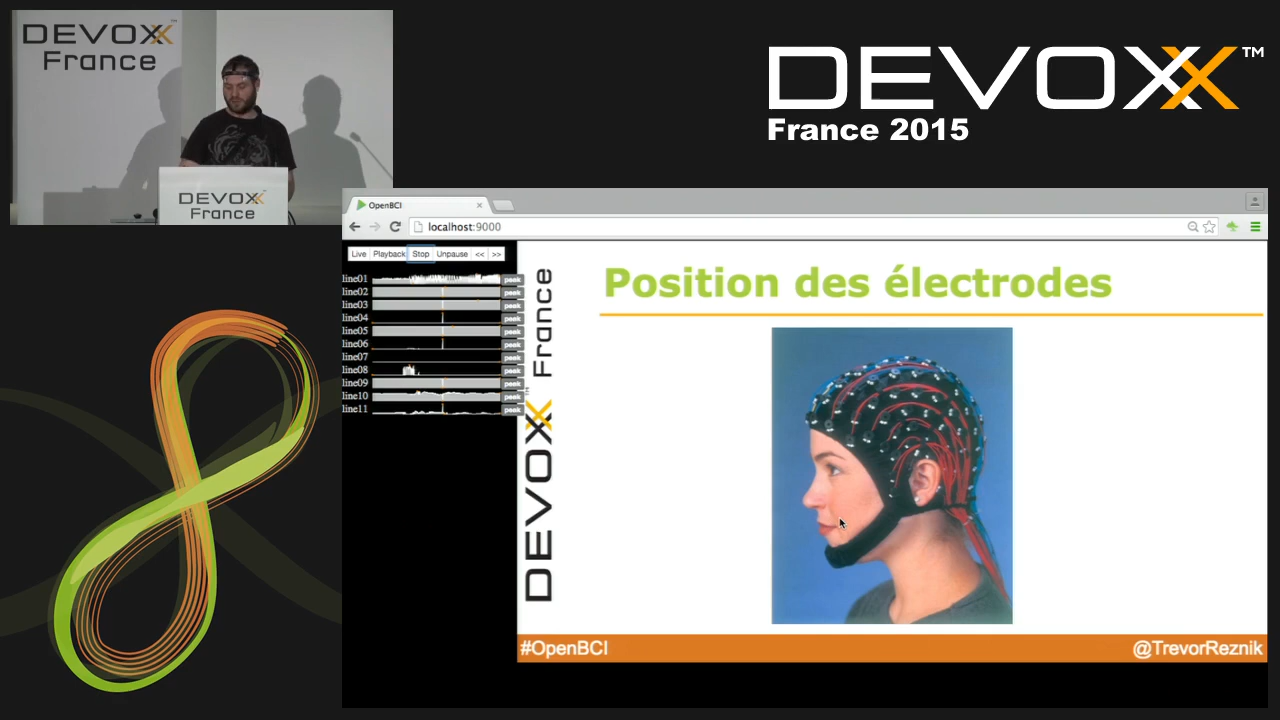 DEVOXX™
France
DEVOXX
France
DEVOXX™
France 2015
OpenBCI
localhost:9000
Live Playback Stop Unpause << >>
line01 peak
line02 peak
line03 peak
line04 peak
line05 peak
line06 peak
line07 peak
line08 peak
line09 peak
line10 peak
line11 peak
DEVOXX™ France
Position des électrodes
#OpenBCI
@TrevorReznik